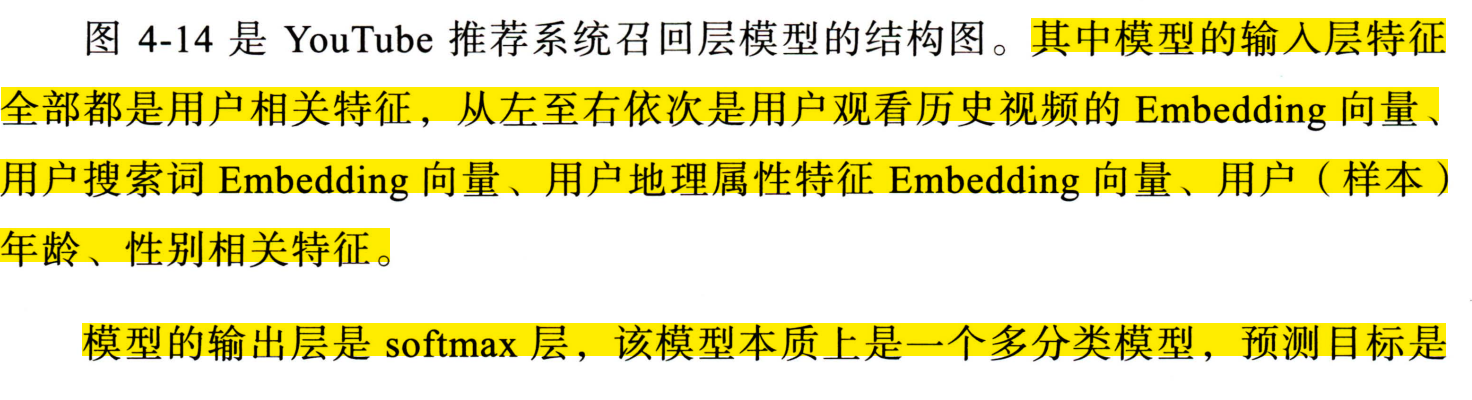 图 4-14 是 YouTube 推荐系统召回层模型的结构图。其中模型的输入层特征
全部都是用户相关特征，从左至右依次是用户观看历史视频的 Embedding 向量、
用户搜索词 Embedding 向量、用户地理属性特征 Embedding 向量、用户（样本）
年龄、性别相关特征。
模型的输出层是 softmax 层，该模型本质上是一个多分类模型，预测目标是